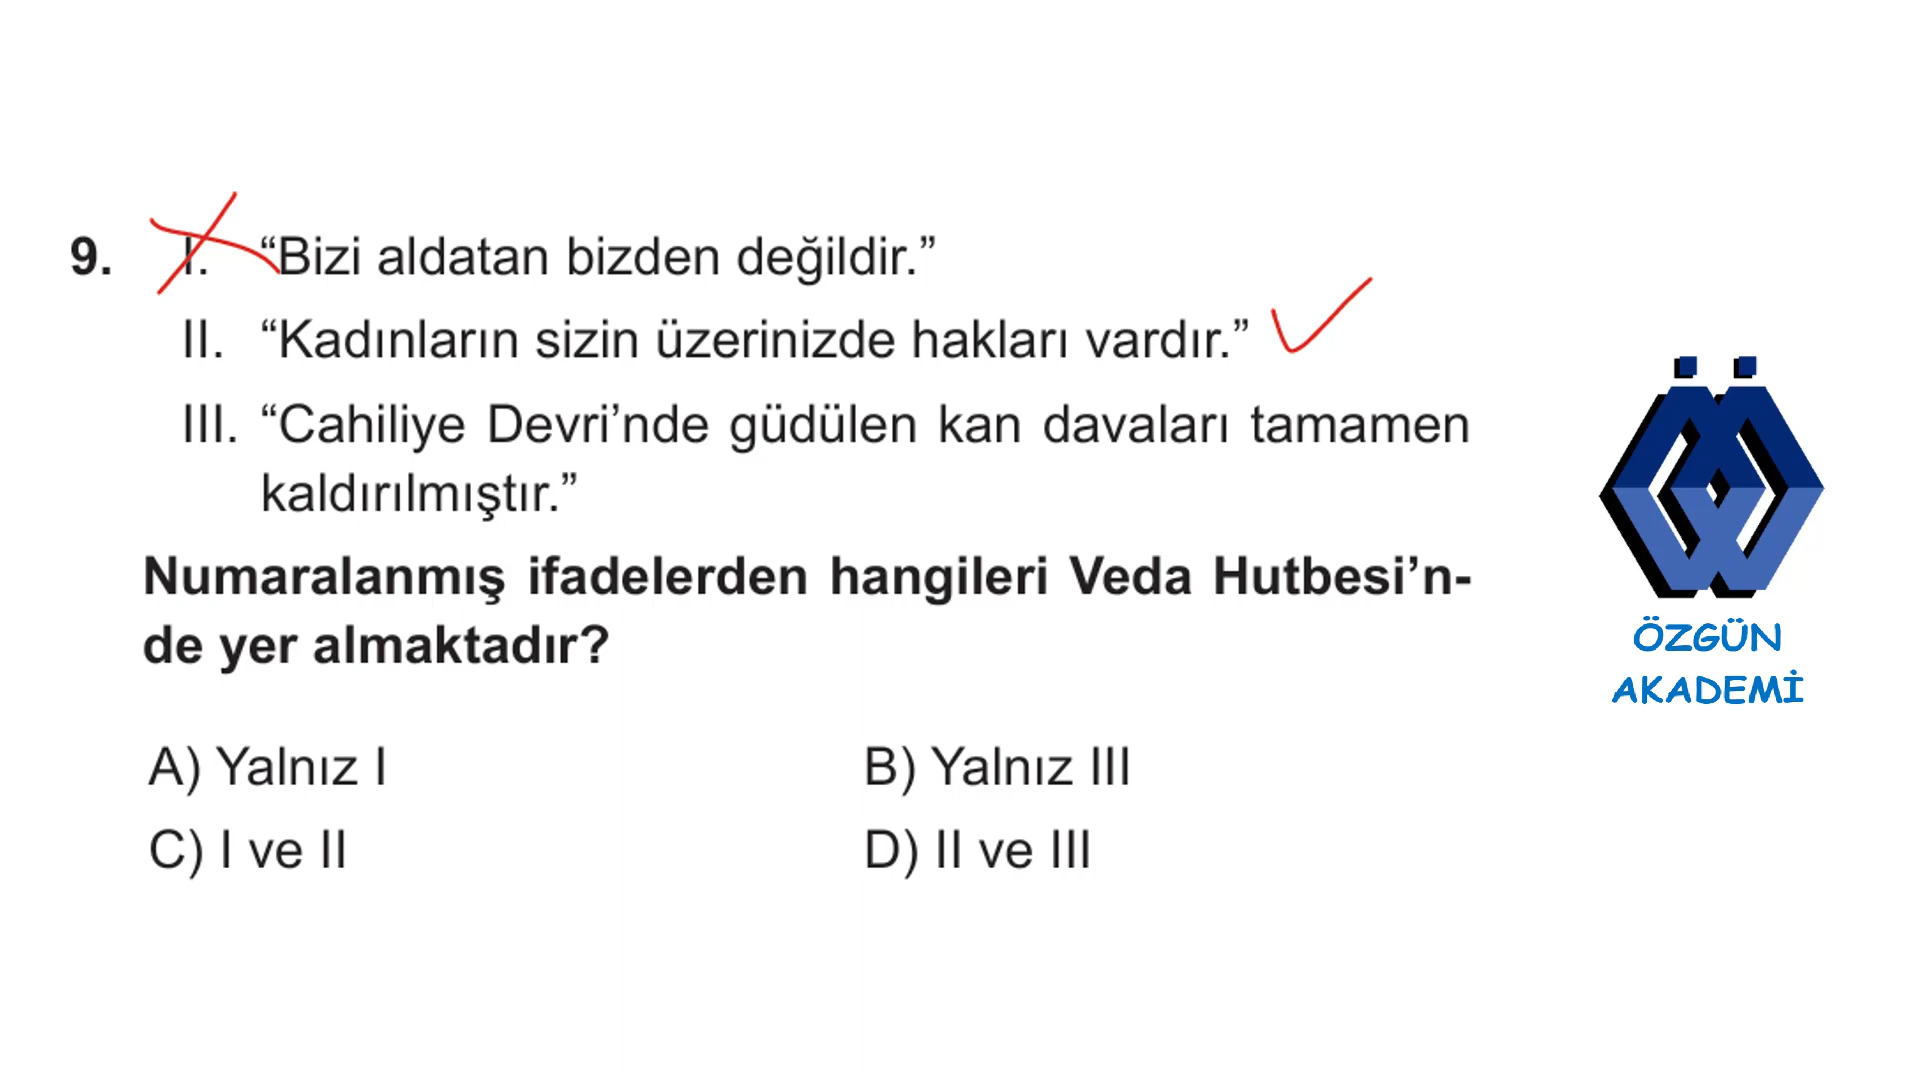 9. I. “Bizi aldatan bizden değildir.”
II. “Kadınların sizin üzerinizde hakları vardır.”
III. “Cahiliye Devri’nde güdülen kan davaları tamamen
kaldırılmıştır.”
Numaralanmış ifadelerden hangileri Veda Hutbesi’n-
de yer almaktadır?
A) Yalnız I
B) Yalnız III
C) I ve II
D) II ve III
ÖZGÜN
AKADEMİ